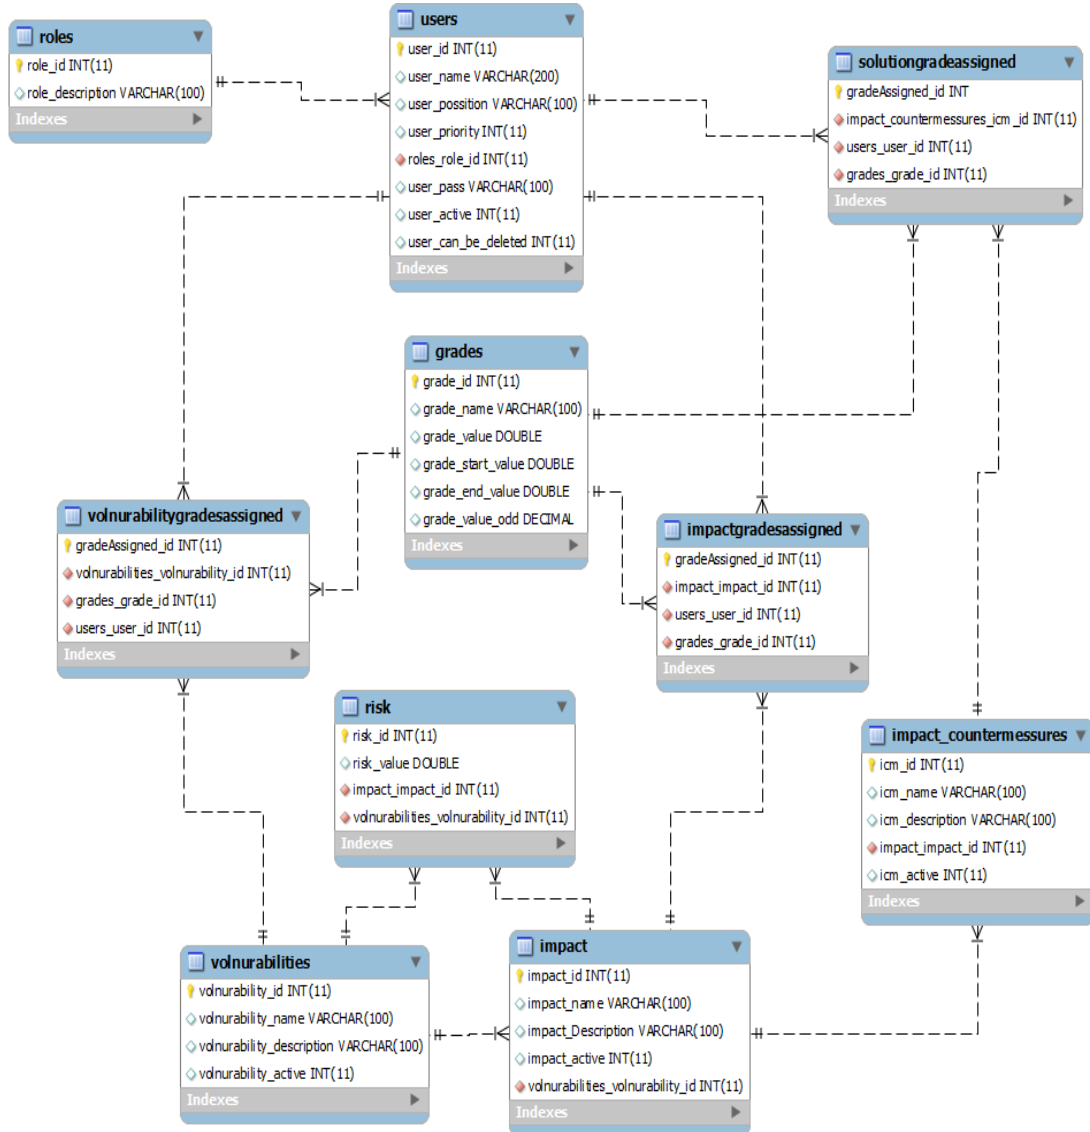 roles
role_id INT(11)
role_description VARCHAR(100)
Indexes
users
user_id INT(11)
user_name VARCHAR(200)
user_possition VARCHAR(100)
user_priority INT(11)
roles_role_id INT(11)
user_pass VARCHAR(100)
user_active INT(11)
user_can_be_deleted INT(11)
Indexes
solutiongradeassigned
gradeAssigned_id INT
impact_countermessures_icm_id INT(11)
users_user_id INT(11)
grades_grade_id INT(11)
Indexes
grades
grade_id INT(11)
grade_name VARCHAR(100)
grade_value DOUBLE
grade_start_value DOUBLE
grade_end_value DOUBLE
grade_value_odd DECIMAL
Indexes
volnurabilitygradesassigned
gradeAssigned_id INT(11)
volnurabilities_volnurability_id INT(11)
grades_grade_id INT(11)
users_user_id INT(11)
Indexes
impactgradesassigned
gradeAssigned_id INT(11)
impact_impact_id INT(11)
users_user_id INT(11)
grades_grade_id INT(11)
Indexes
risk
risk_id INT(11)
risk_value DOUBLE
impact_impact_id INT(11)
volnurabilities_volnurability_id INT(11)
Indexes
impact_countermessures
icm_id INT(11)
icm_name VARCHAR(100)
icm_description VARCHAR(100)
impact_impact_id INT(11)
icm_active INT(11)
Indexes
volnurabilities
volnurability_id INT(11)
volnurability_name VARCHAR(100)
volnurability_description VARCHAR(100)
volnurability_active INT(11)
Indexes
impact
impact_id INT(11)
impact_name VARCHAR(100)
impact_Description VARCHAR(100)
impact_active INT(11)
volnurabilities_volnurability_id INT(11)
Indexes